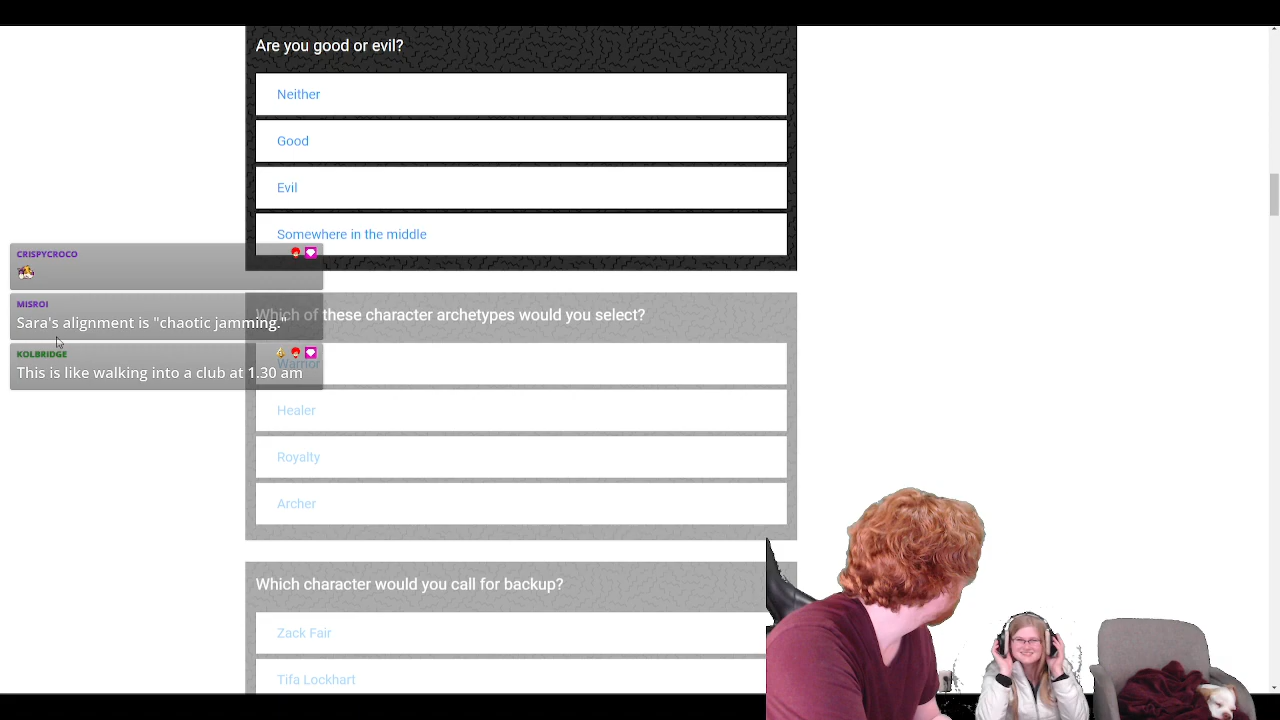 Are you good or evil?
Neither
Good
Evil
Somewhere in the middle
CRISPYCROCO
MISROI
Sara's alignment is "chaotic jamming."
KOLBRIDGE
This is like walking into a club at 1.30 am
Which of these character archetypes would you select?
Warrior
Healer
Royalty
Archer
Which character would you call for backup?
Zack Fair
Tifa Lockhart